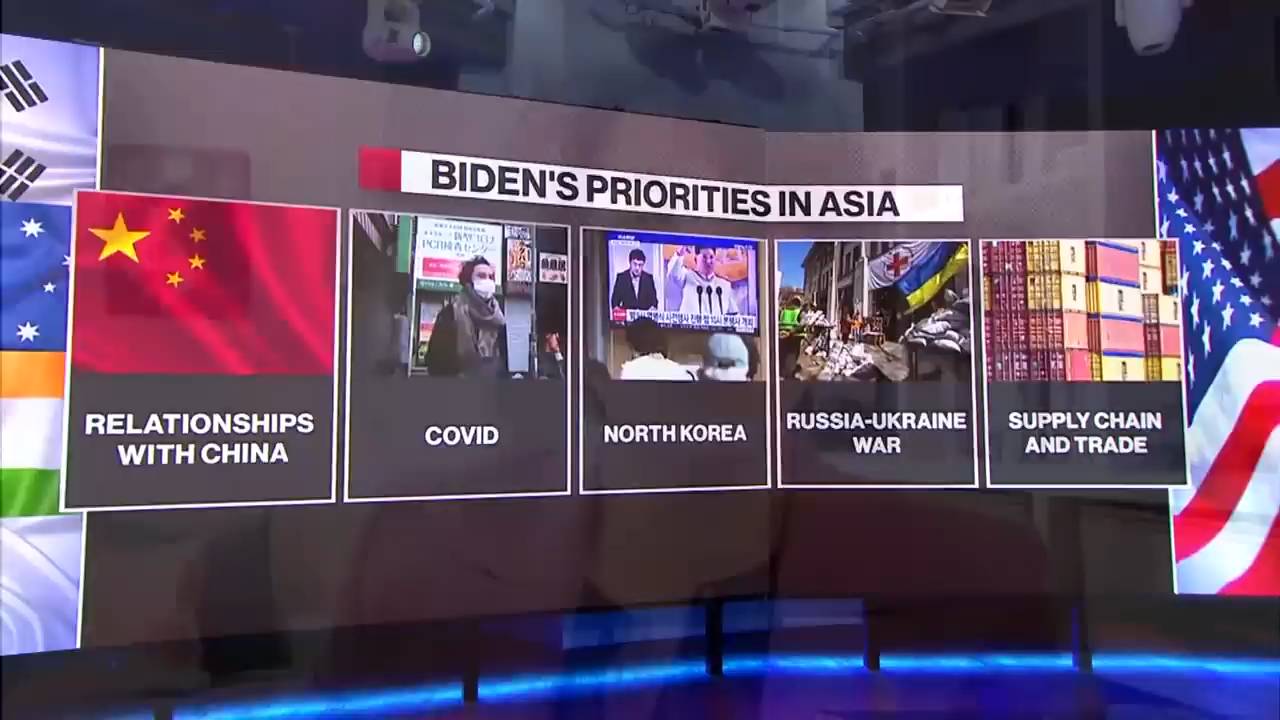 BIDEN'S PRIORITIES IN ASIA
RELATIONSHIPS
WITH CHINA
COVID
NORTH KOREA
RUSSIA-UKRAINE
WAR
SUPPLY CHAIN
AND TRADE